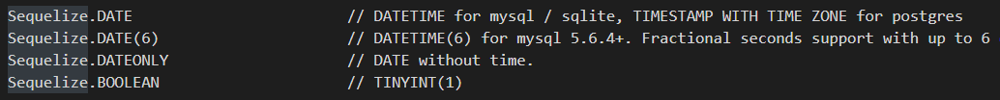 Sequelize.DATE // DATETIME for mysql / sqlite, TIMESTAMP WITH TIME ZONE for postgres
Sequelize.DATE(6) // DATETIME(6) for mysql 5.6.4+. Fractional seconds support with up to 6
Sequelize.DATEONLY // DATE without time.
Sequelize.BOOLEAN // TINYINT(1)